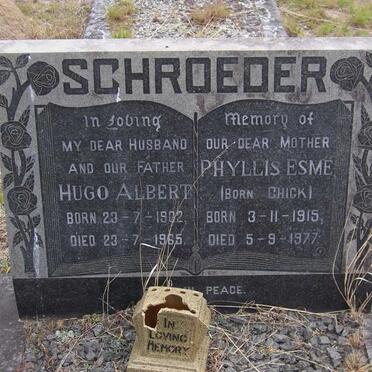 SCHROEDER
In Loving
MY DEAR HUSBAND
AND OUR FATHER
HUGO ALBERT
BORN 23-7-1902,
DIED 23-7-1965.
Memory of
OUR DEAR MOTHER
PHYLLIS ESME
(BORN CHICK)
BORN 3-11-1915,
DIED 5-9-1977.
PEACE.
IN
LOVING
MEMORY